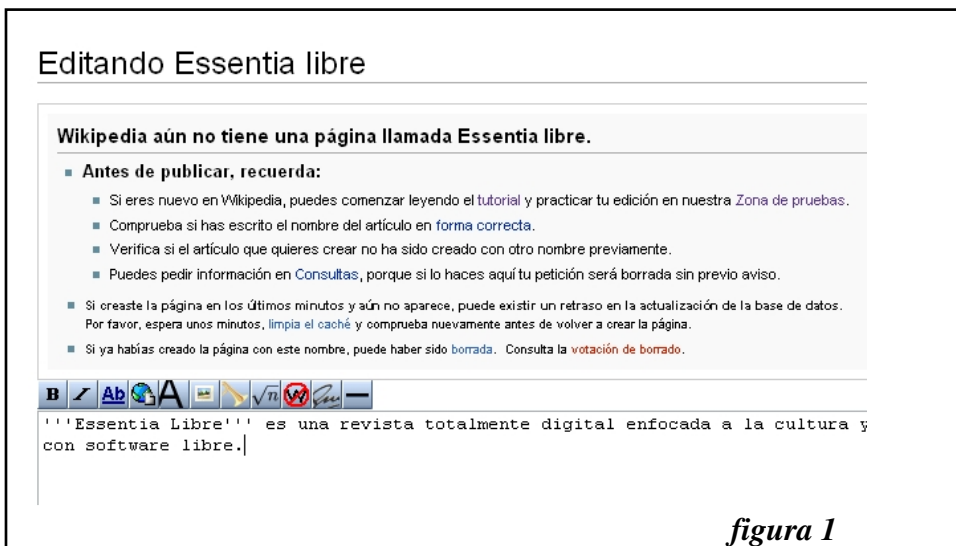 Editando Essentia libre
Wikipedia aún no tiene una página llamada Essentia libre.
Antes de publicar, recuerda:
Si eres nuevo en Wikipedia, puedes comenzar leyendo el tutorial y practicar tu edición en nuestra Zona de pruebas.
Comprueba si has escrito el nombre del artículo en forma correcta.
Verifica si el artículo que quieres crear no ha sido creado con otro nombre previamente.
Puedes pedir información en Consultas, porque si lo haces aquí tu petición será borrada sin previo aviso.
Si creaste la página en los últimos minutos y aún no aparece, puede existir un retraso en la actualización de la base de datos.
Por favor, espera unos minutos, limpia el caché y comprueba nuevamente antes de volver a crear la página.
Si ya habías creado la página con este nombre, puede haber sido borrada. Consulta la votación de borrado.
B I Ab A √n W
'''Essentia Libre''' es una revista totalmente digital enfocada a la cultura y
con software libre.
figura 1